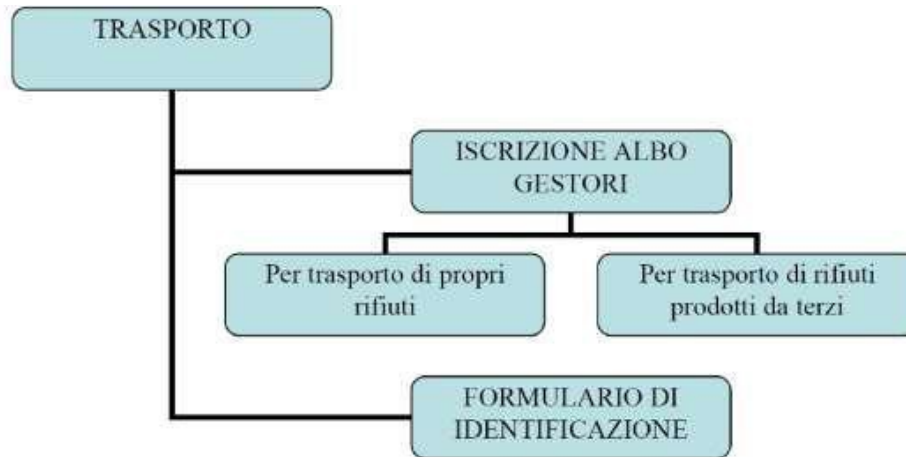 TRASPORTO
ISCRIZIONE ALBO
GESTORI
Per trasporto di propri
rifiuti
Per trasporto di rifiuti
prodotti da terzi
FORMULARIO DI
IDENTIFICAZIONE